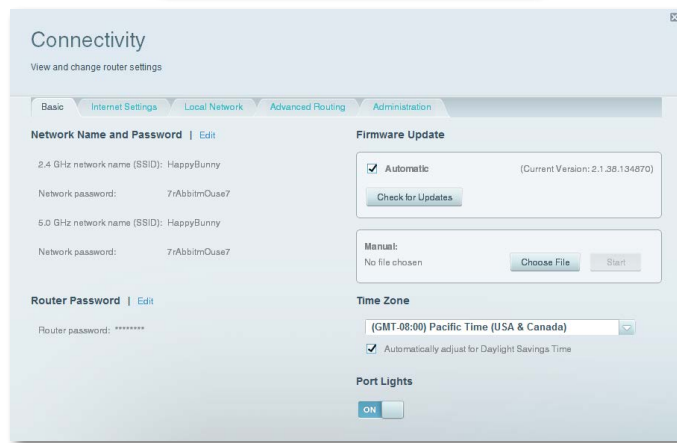 Connectivity
View and change router settings
Basic Internet Settings Local Network Advanced Routing Administration
Network Name and Password | Edit
2.4 GHz network name (SSID): HappyBunny
Network password: 7rAbbitmOuse7
5.0 GHz network name (SSID): HappyBunny
Network password: 7rAbbitmOuse7
Router Password | Edit
Router password: ********
Firmware Update
Automatic (Current Version: 2.1.38.134870)
Check for Updates
Manual:
No file chosen Choose File Start
Time Zone
(GMT-08:00) Pacific Time (USA & Canada)
Automatically adjust for Daylight Savings Time
Port Lights
ON